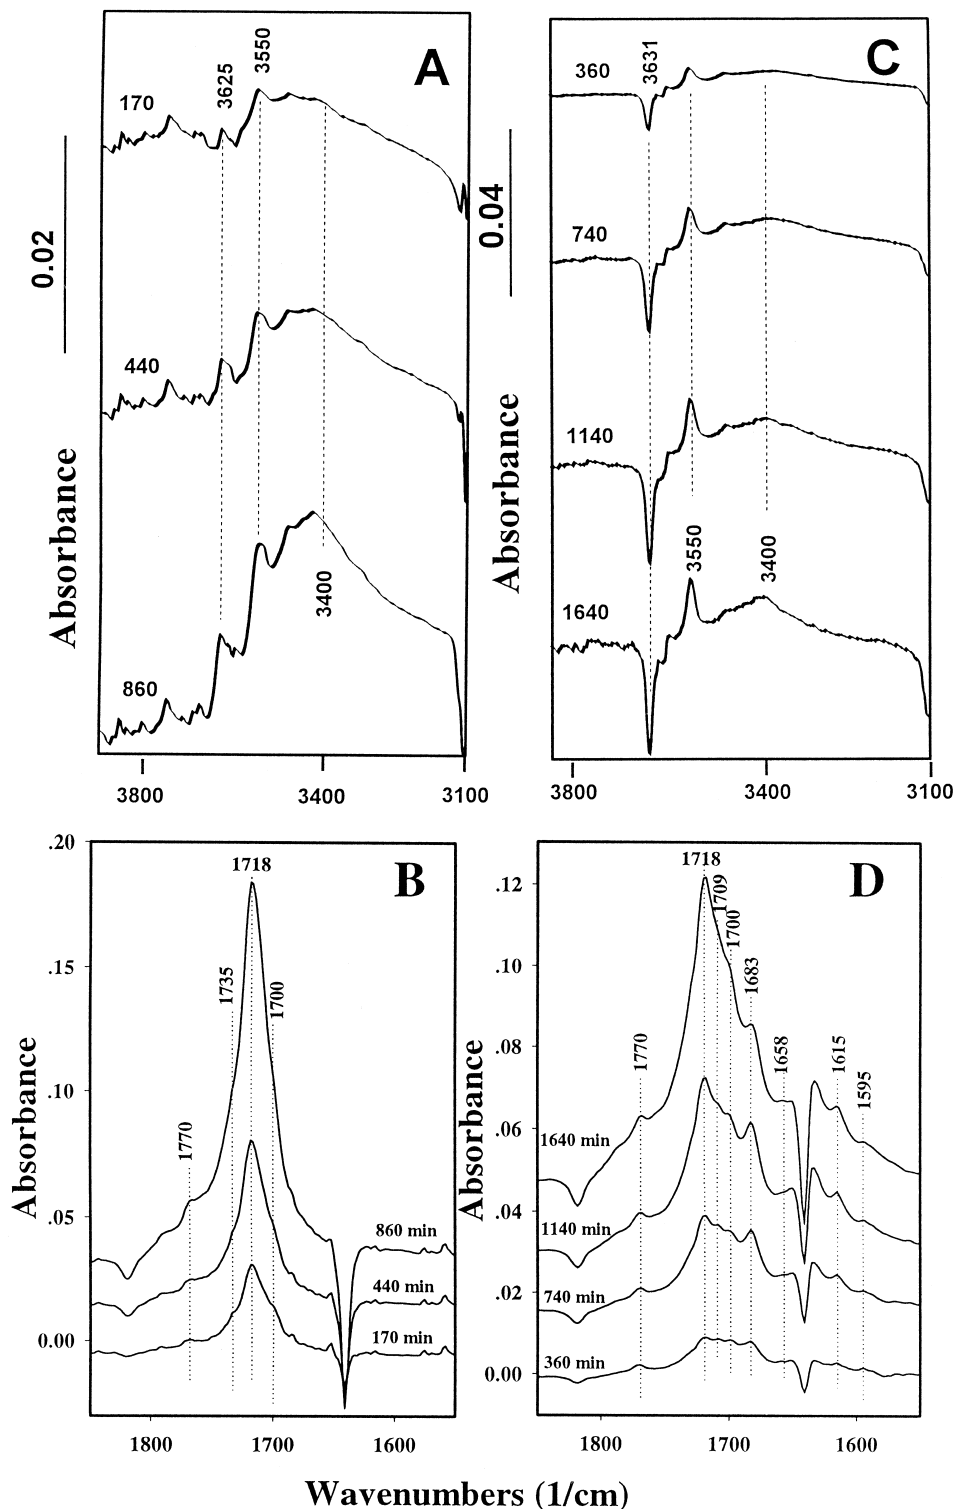 A
3550
3625
170
0.02
440
3400
860
Absorbance
3800 3400 3100
C
3631
360
0.04
740
1140
3550
3400
1640
Absorbance
3800 3400 3100
B
.20
.15
.10
.05
0.00
1718
1735
1700
1770
860 min
440 min
170 min
Absorbance
1800 1700 1600
D
.12
.10
.08
.06
.04
.02
0.00
1718
1709
1700
1683
1770
1658
1615
1595
1640 min
1140 min
740 min
360 min
Absorbance
1800 1700 1600
Wavenumbers (1/cm)